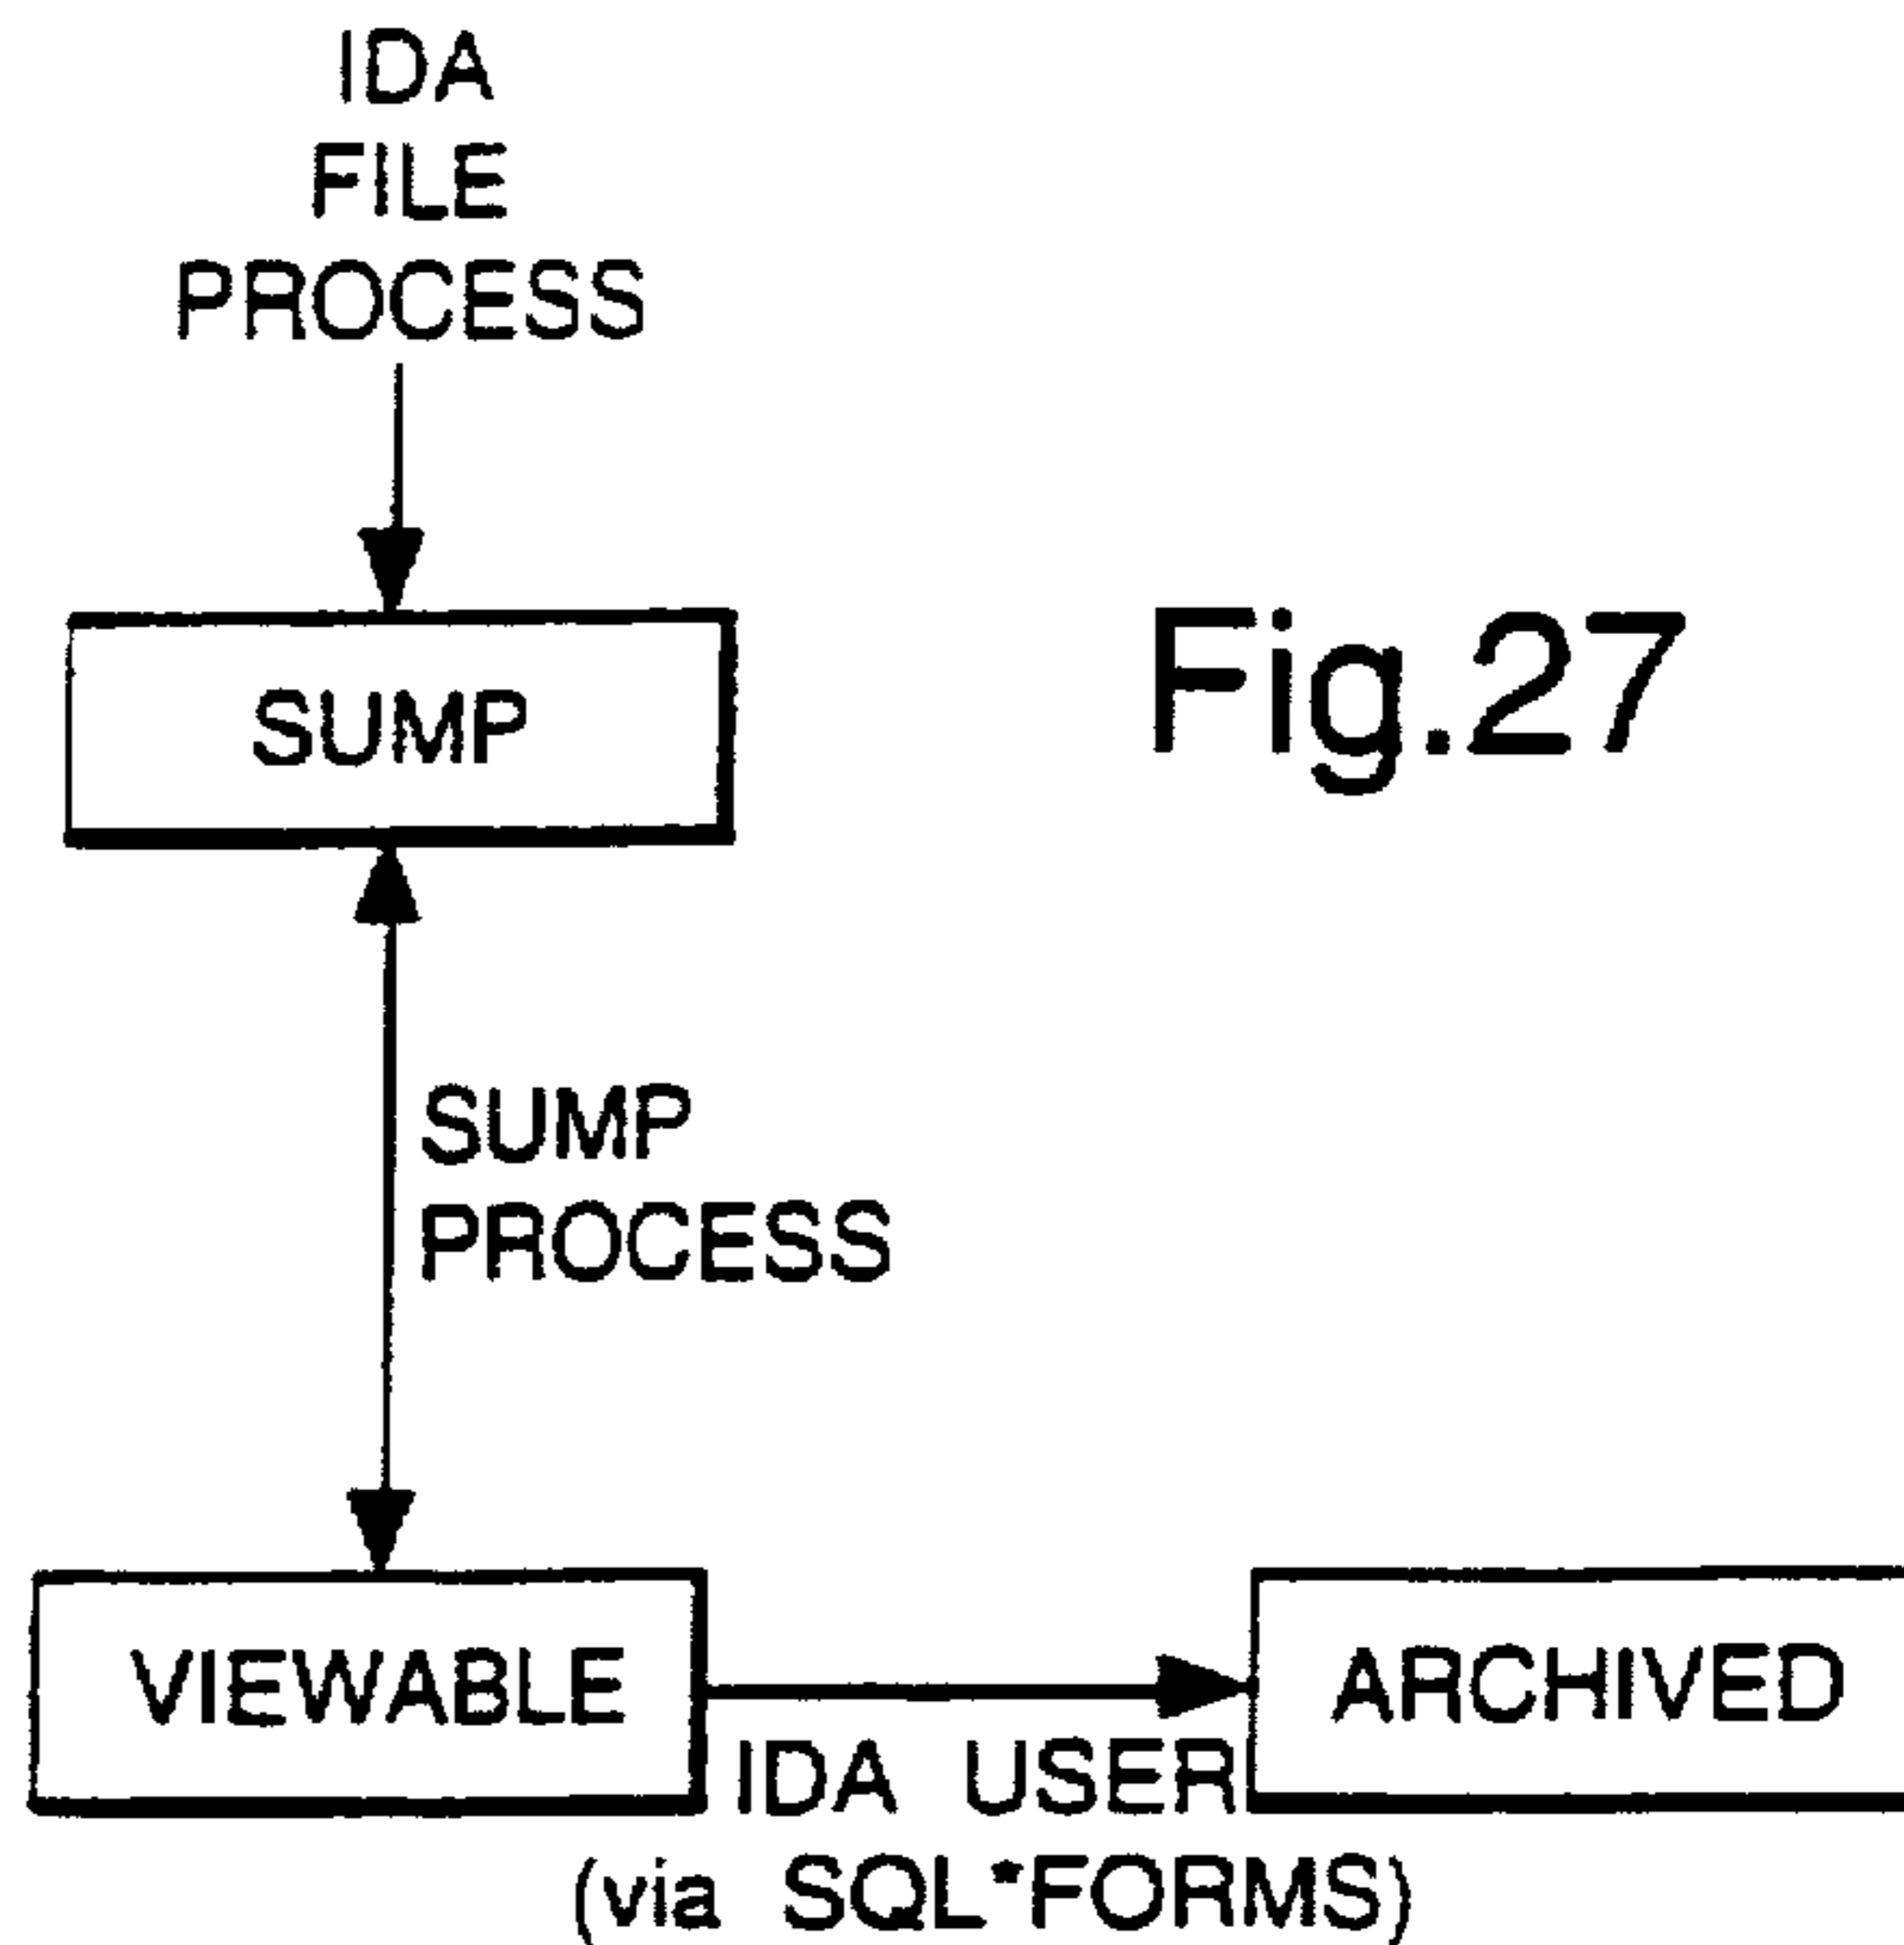 IDA
FILE
PROCESS
SUMP
Fig.27
SUMP
PROCESS
VIEWABLE
ARCHIVED
IDA USER
(via SQL*FORMS)